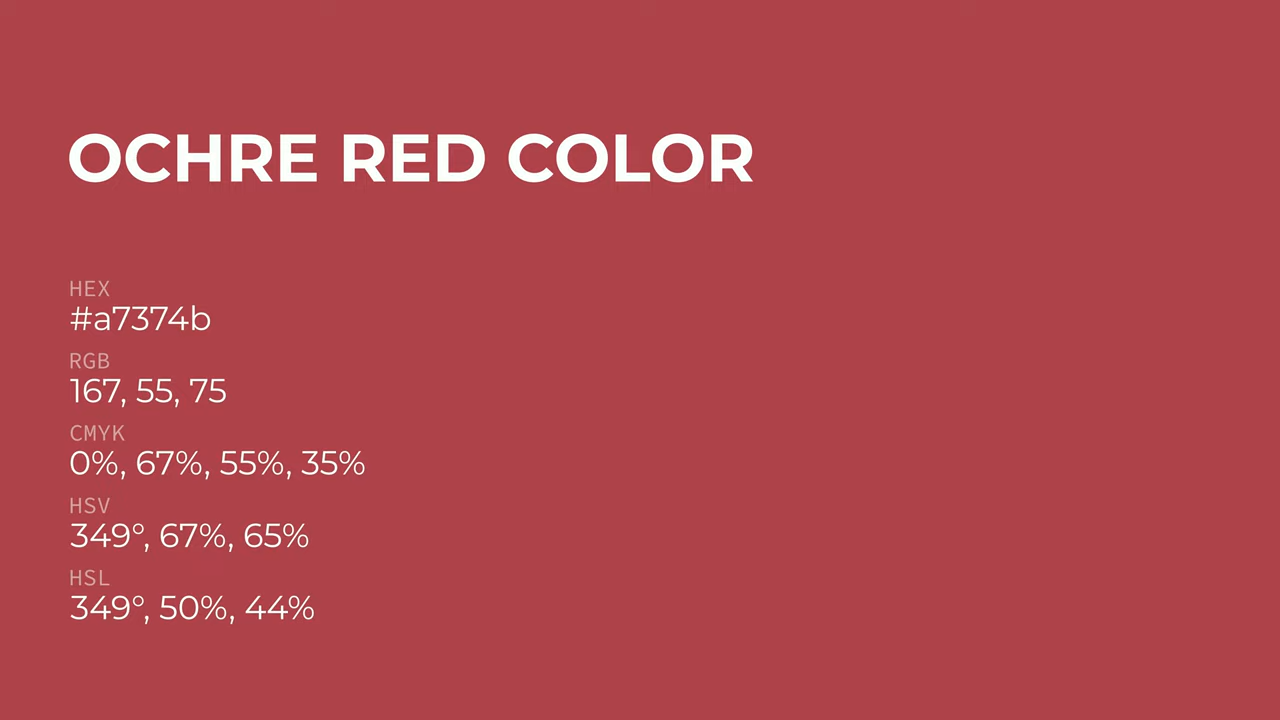 OCHRE RED COLOR
HEX
#a7374b
RGB
167, 55, 75
CMYK
0%, 67%, 55%, 35%
HSV
349°, 67%, 65%
HSL
349°, 50%, 44%